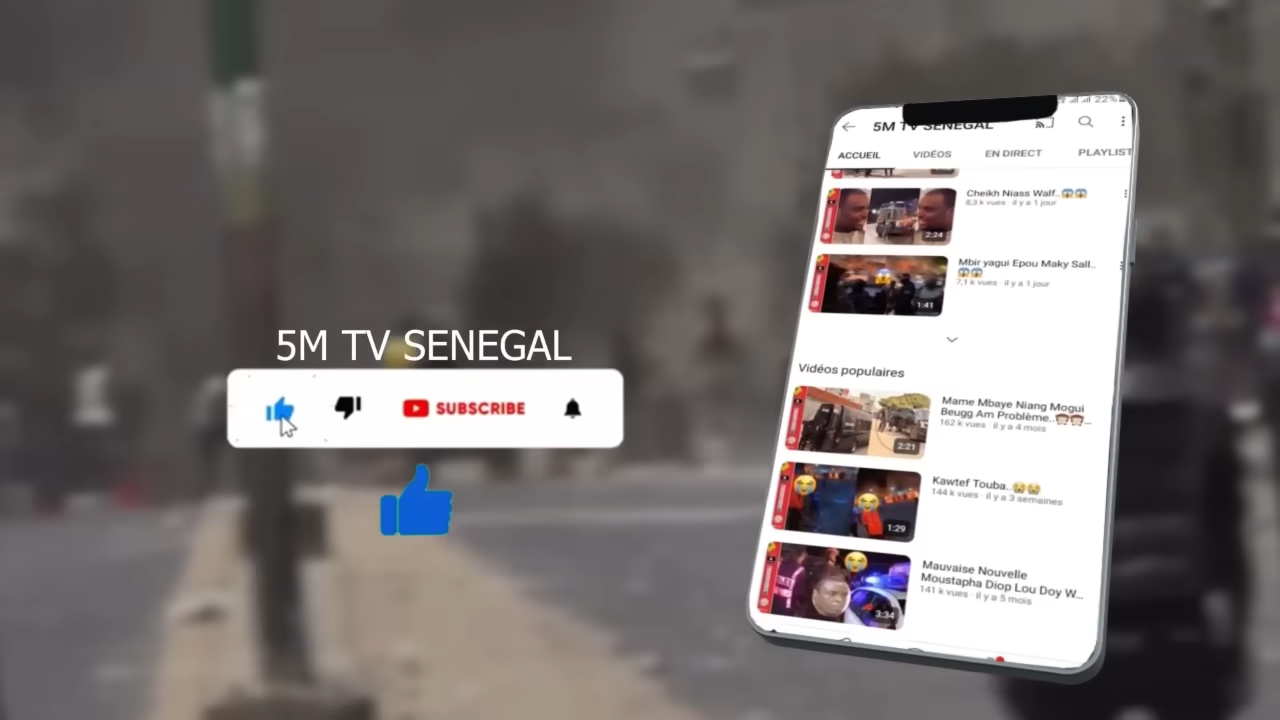 5M TV SENEGAL
SUBSCRIBE
22%
5M TV SENEGAL
ACCUEIL VIDÉOS EN DIRECT PLAYLIST
Cheikh Niass Walf..😱😱
8,3 k vues · il y a 1 jour
2:24
Mbir yagui Epou Maky Sall..
😱😱
7,1 k vues · il y a 1 jour
1:41
Vidéos populaires
Mame Mbaye Niang Mogui
Beugg Am Problème..🤦🤦...
162 k vues · il y a 4 mois
2:21
Kawtef Touba..😭😭
144 k vues · il y a 3 semaines
1:29
Mauvaise Nouvelle
Moustapha Diop Lou Doy W...
141 k vues · il y a 5 mois
3:34